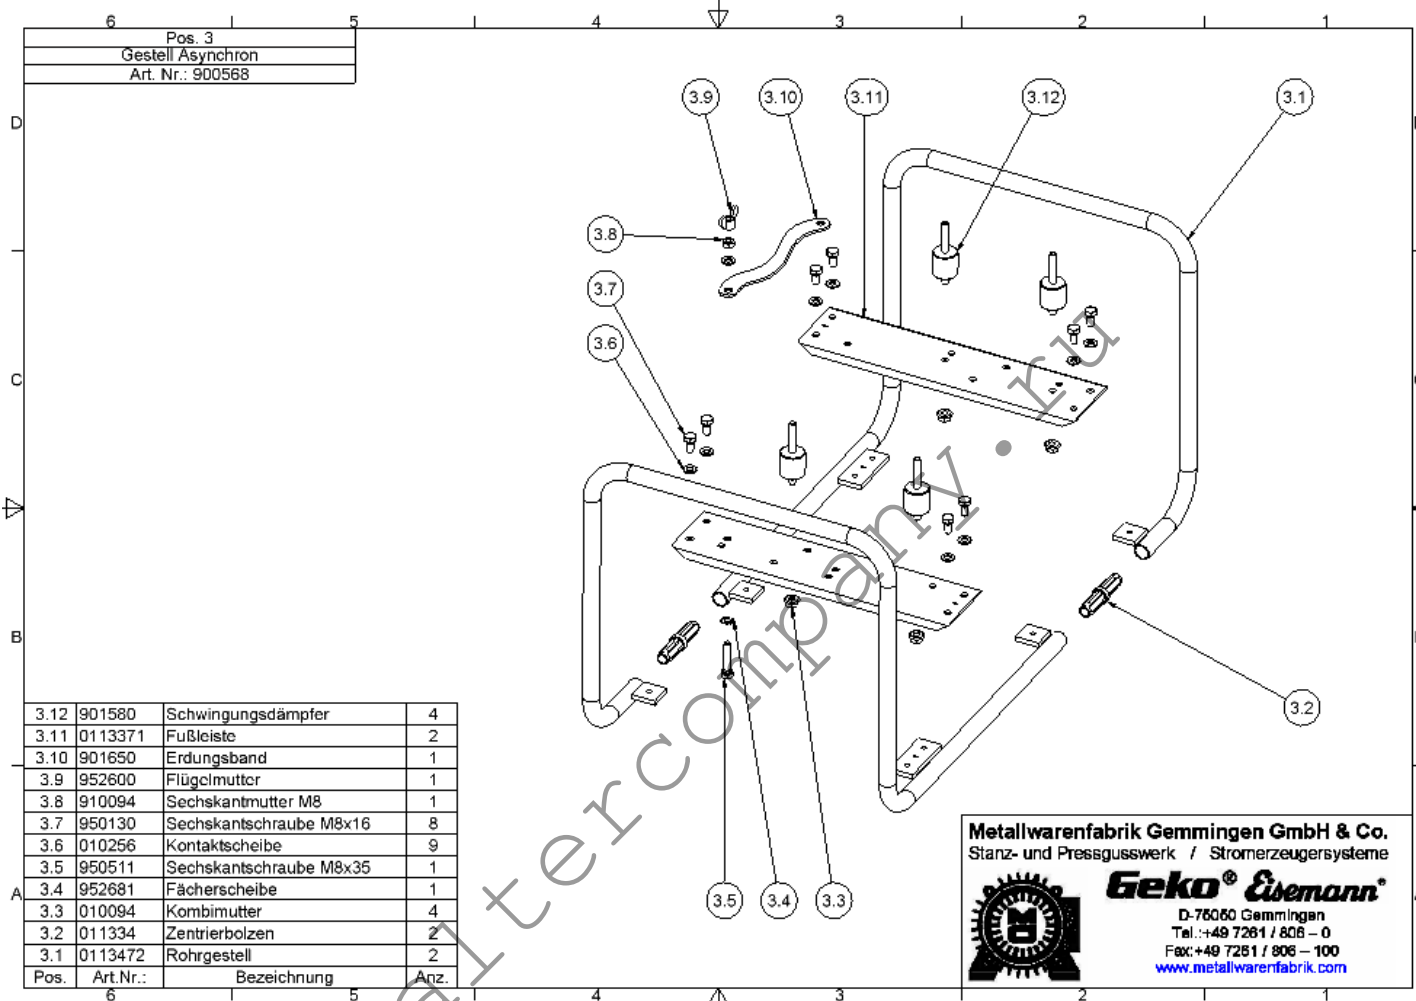 6 5 4 3 2 1
Pos. 3
Gestell Asynchron
Art. Nr.: 900568
3.9 3.10 3.11 3.12 3.1
D
3.8
3.7
3.6
C
B
3.2
3.12 901580 Schwingungsdämpfer 4
3.11 0113371 Fußleiste 2
3.10 901650 Erdungsband 1
3.9 952600 Flügelmutter 1
3.8 910094 Sechskantmutter M8 1
3.7 950130 Sechskantschraube M8x16 8
3.6 010256 Kontaktscheibe 9
3.5 950511 Sechskantschraube M8x35 1
3.4 952681 Fächerscheibe 1
3.3 010094 Kombimutter 4
3.2 011334 Zentrierbolzen 2
3.1 0113472 Rohrgestell 2
Pos. Art.Nr.: Bezeichnung Anz.
A
3.5 3.4 3.3
Metallwarenfabrik Gemmingen GmbH & Co.
Stanz- und Pressgusswerk / Stromerzeugersysteme
Geko® Eisemann®
D-75050 Gemmingen
Tel.:+49 7261 / 806 – 0
Fax:+49 7261 / 806 – 100
www.metallwarenfabrik.com
6 5 4 3 2 1
altercompany.ru